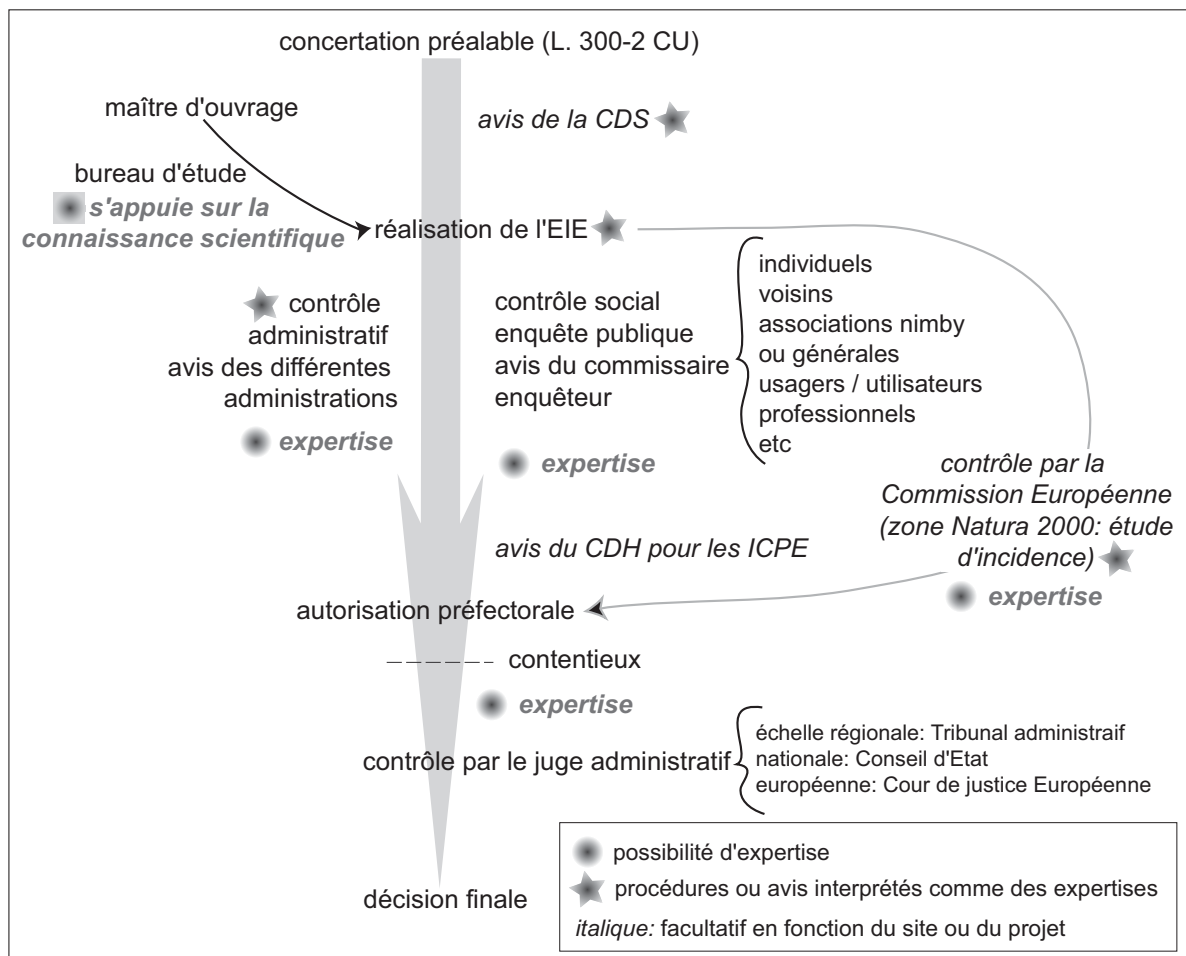 concertation préalable (L. 300-2 CU)
maître d'ouvrage
avis de la CDS
bureau d'étude
s'appuie sur la
connaissance scientifique
réalisation de l'EIE
contrôle
administratif
avis des différentes
administrations
expertise
contrôle social
enquête publique
avis du commissaire
enquêteur
expertise
individuels
voisins
associations nimby
ou générales
usagers / utilisateurs
professionnels
etc
contrôle par la
Commission Européenne
(zone Natura 2000: étude
d'incidence)
expertise
avis du CDH pour les ICPE
autorisation préfectorale
contentieux
expertise
contrôle par le juge administratif
échelle régionale: Tribunal administraif
nationale: Conseil d'Etat
européenne: Cour de justice Européenne
décision finale
possibilité d'expertise
procédures ou avis interprétés comme des expertises
italique: facultatif en fonction du site ou du projet